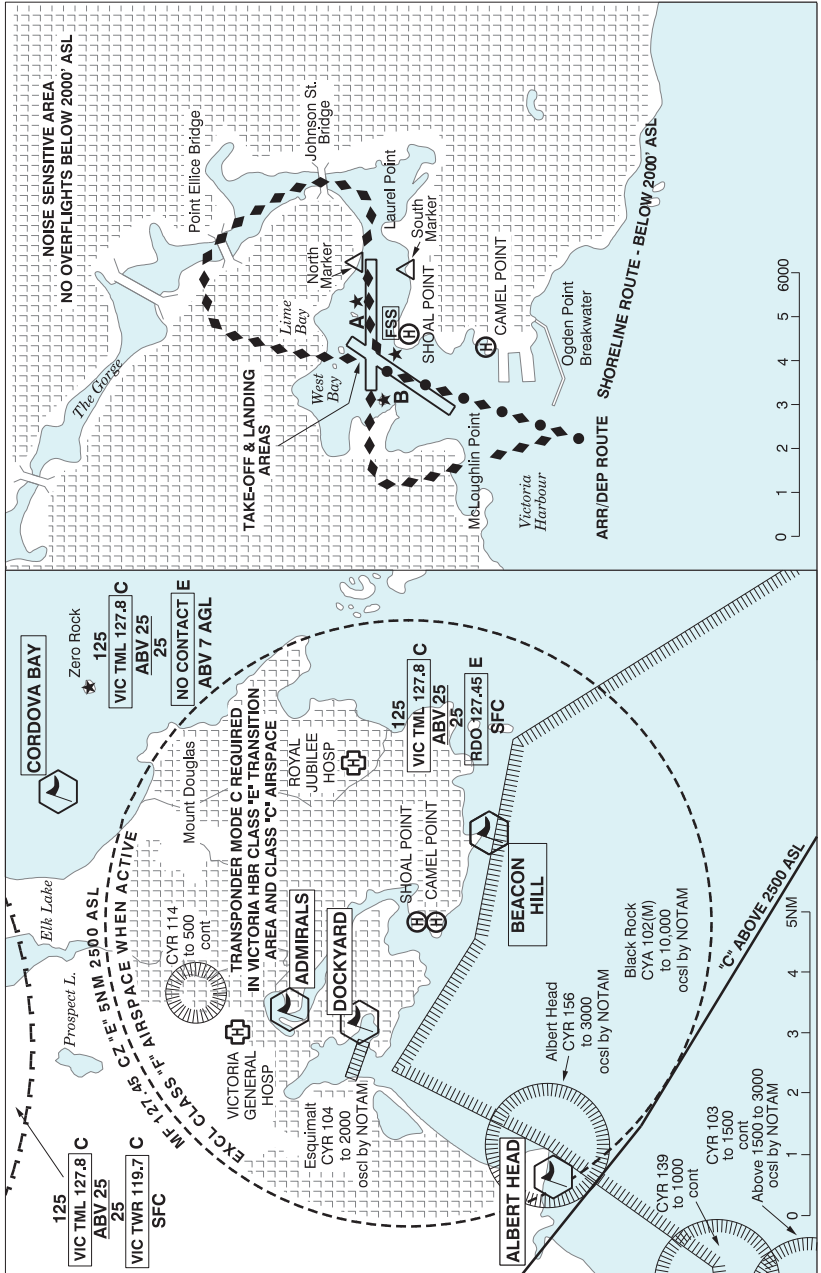 NOISE SENSITIVE AREA
NO OVERFLIGHTS BELOW 2000' ASL
The Gorge
Point Ellice Bridge
Johnson St.
Bridge
Lime
Bay
West
Bay
North
Marker
Laurel Point
South
Marker
TAKE-OFF & LANDING
AREAS
A
B
FSS
H
SHOAL POINT
H
CAMEL POINT
McLoughlin Point
Victoria
Harbour
Ogden Point
Breakwater
ARR/DEP ROUTE
SHORELINE ROUTE - BELOW 2000' ASL
0 1 2 3 4 5 6000
125
VIC TML 127.8 C
ABV 25
25
VIC TWR 119.7 C
SFC
Prospect L.
Elk Lake
CORDOVA BAY
Zero Rock
125
VIC TML 127.8 C
ABV 25
25
NO CONTACT E
ABV 7 AGL
MF 127.45 CZ "E" 5NM 2500 ASL
EXCL CLASS "F" AIRSPACE WHEN ACTIVE
Mount Douglas
CYR 114
to 500
cont
TRANSPONDER MODE C REQUIRED
IN VICTORIA HBR CLASS "E" TRANSITION
AREA AND CLASS "C" AIRSPACE
VICTORIA
GENERAL
HOSP
H
ROYAL
JUBILEE
HOSP
H
ADMIRALS
DOCKYARD
Esquimalt
CYR 104
to 2000
oscl by NOTAM
SHOAL POINT
H
CAMEL POINT
H
125
VIC TML 127.8 C
ABV 25
25
RDO 127.45 E
SFC
BEACON
HILL
ALBERT HEAD
Albert Head
CYR 156
to 3000
ocsl by NOTAM
Black Rock
CYA 102(M)
to 10,000
ocsl by NOTAM
"C" ABOVE 2500 ASL
CYR 139
to 1000
cont
CYR 103
to 1500
cont
Above 1500 to 3000
ocsl by NOTAM
0 1 2 3 4 5NM